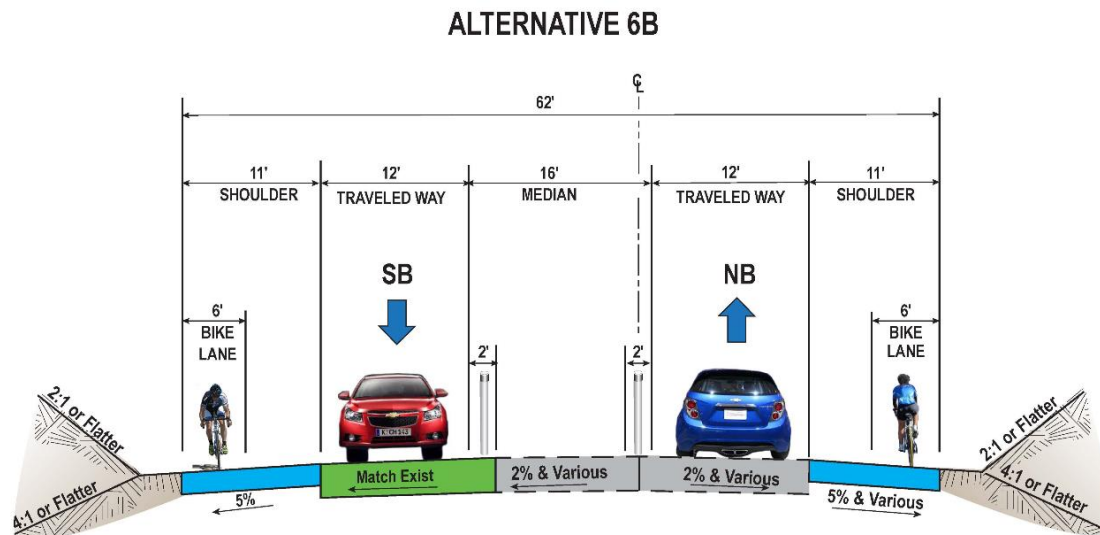 ALTERNATIVE 6B
℄
62'
11'
12'
16'
12'
11'
SHOULDER
TRAVELED WAY
MEDIAN
TRAVELED WAY
SHOULDER
SB
NB
6'
BIKE
LANE
2'
2'
6'
BIKE
LANE
2:1 or Flatter
4:1 or Flatter
5%
Match Exist
2% & Various
2% & Various
5% & Various
2:1 or Flatter
4:1 or Flatter